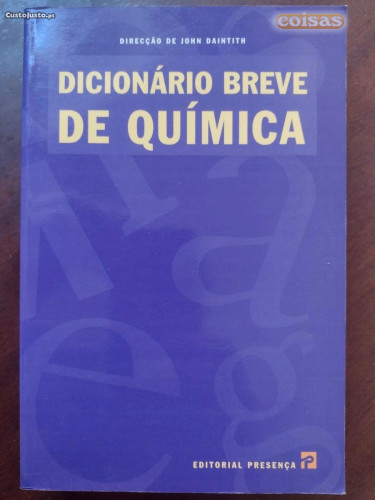 CustoJusto.pt
coisas
DIRECÇÃO DE JOHN DAINTITH
DICIONÁRIO BREVE
DE QUÍMICA
EDITORIAL PRESENÇA